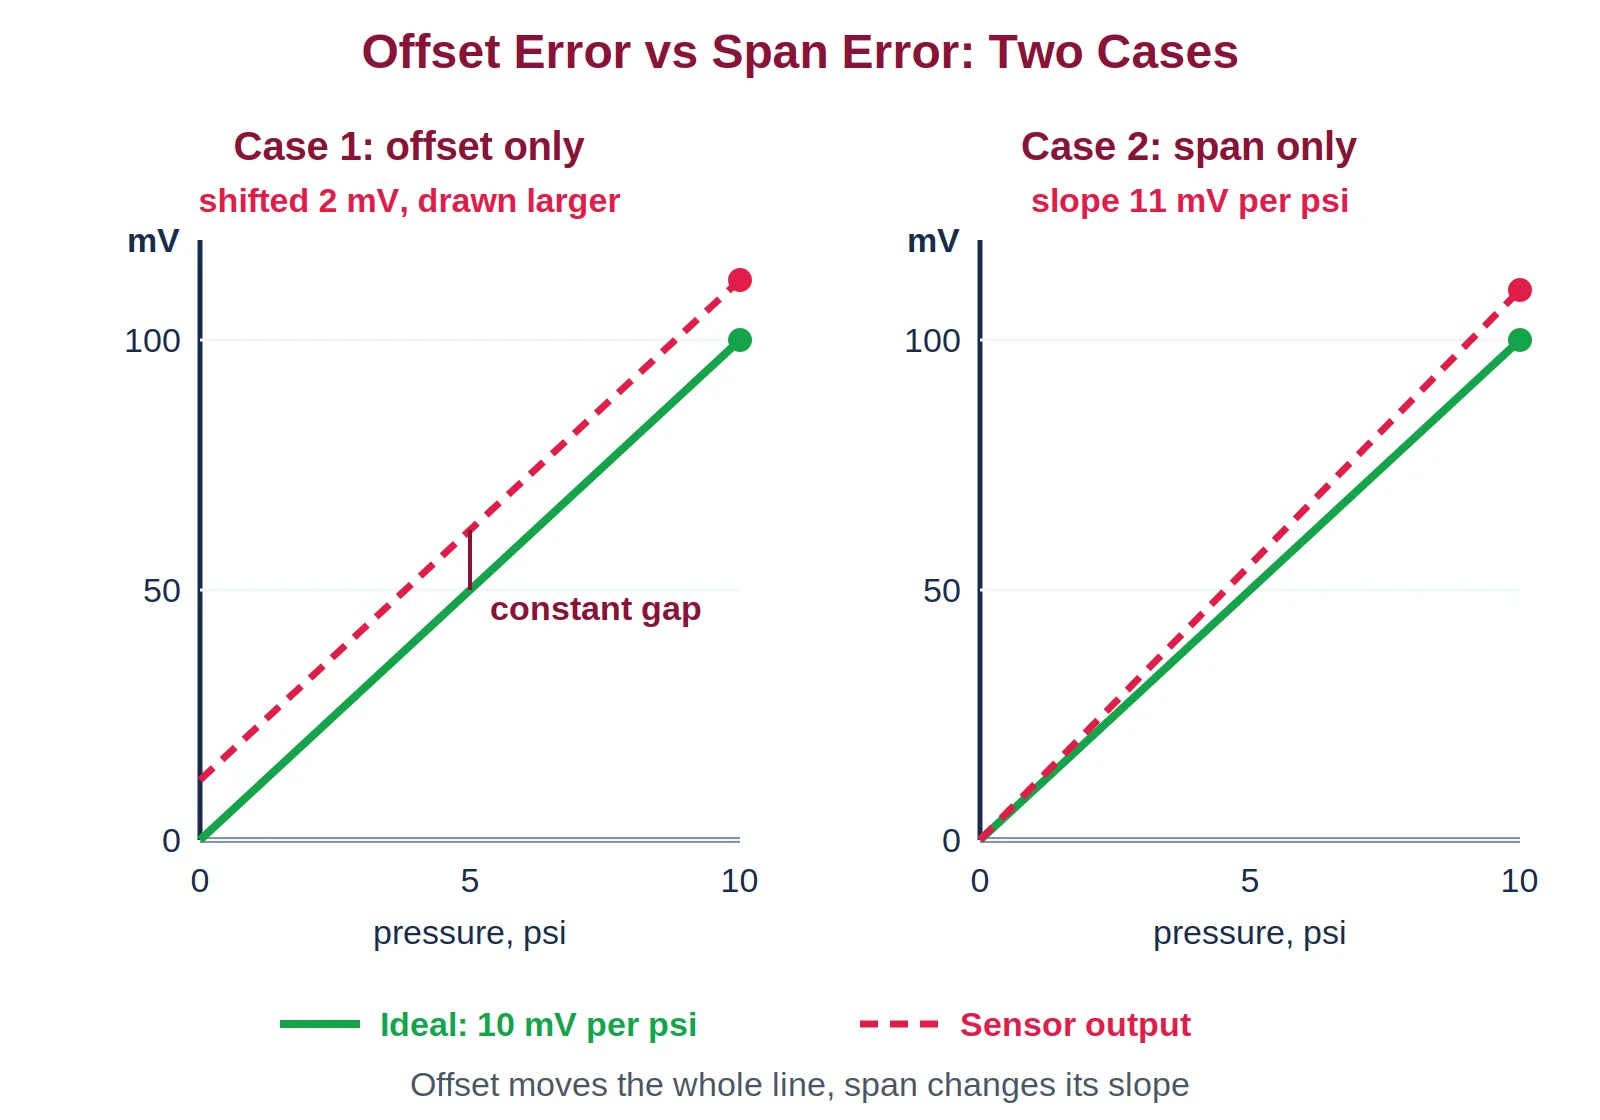 Offset Error vs Span Error: Two Cases
Case 1: offset only
shifted 2 mV, drawn larger
mV
100
50
0
constant gap
0 5 10
pressure, psi
Case 2: span only
slope 11 mV per psi
mV
100
50
0
0 5 10
pressure, psi
Ideal: 10 mV per psi
Sensor output
Offset moves the whole line, span changes its slope